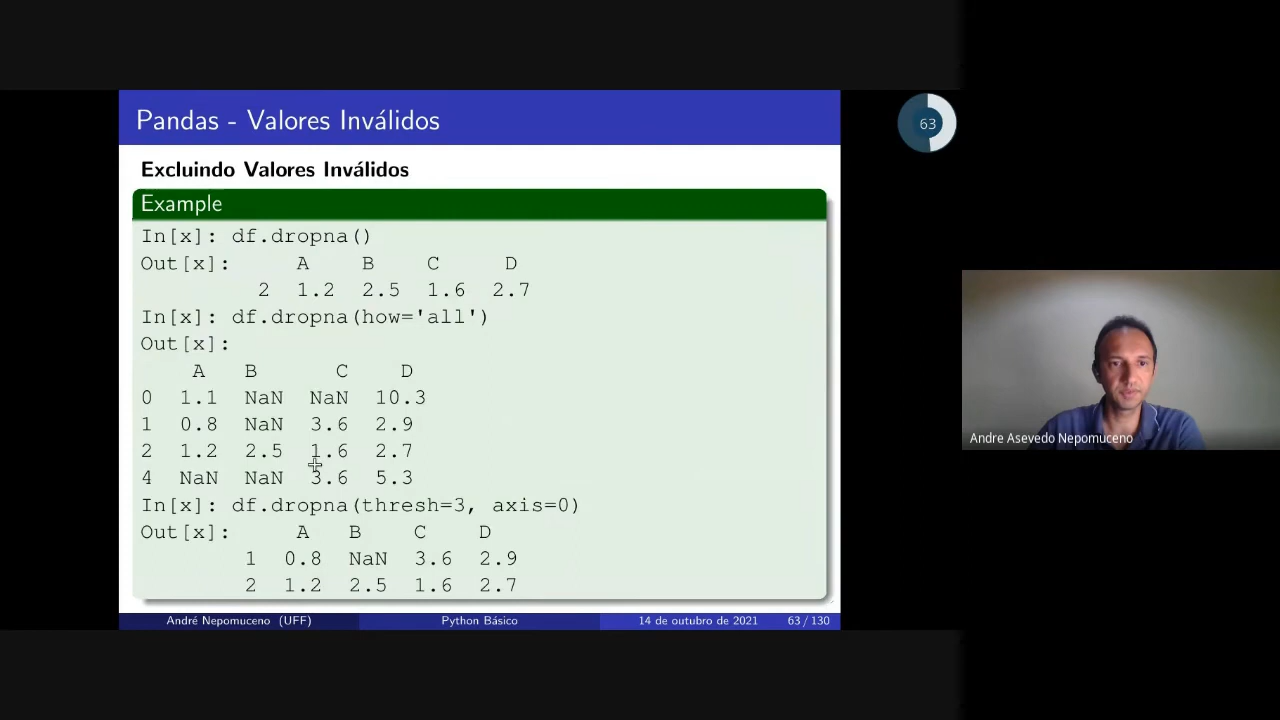 Pandas - Valores Inválidos
63
Excluindo Valores Inválidos
Example
In[x]: df.dropna()
Out[x]: A B C D
2 1.2 2.5 1.6 2.7
In[x]: df.dropna(how='all')
Out[x]:
A B C D
0 1.1 NaN NaN 10.3
1 0.8 NaN 3.6 2.9
2 1.2 2.5 1.6 2.7
4 NaN NaN 3.6 5.3
In[x]: df.dropna(thresh=3, axis=0)
Out[x]: A B C D
1 0.8 NaN 3.6 2.9
2 1.2 2.5 1.6 2.7
André Nepomuceno (UFF) Python Básico 14 de outubro de 2021 63 / 130
Andre Asevedo Nepomuceno